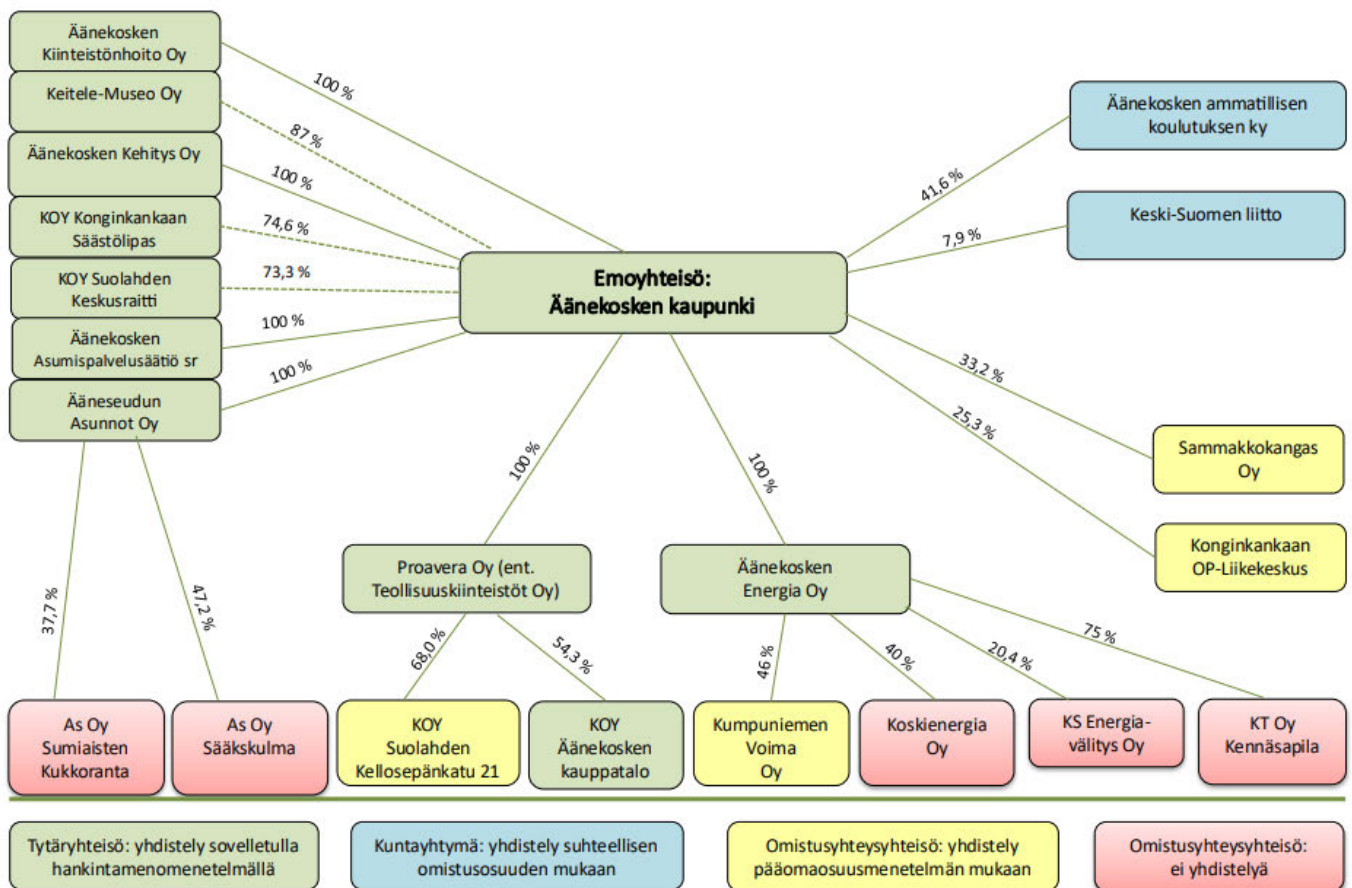 Äänekosken
Kiinteistönhoito Oy
100 %
Keitele-Museo Oy
87 %
Äänekosken Kehitys Oy
100 %
KOY Konginkankaan
Säästölipas
74,6 %
KOY Suolahden
Keskusraitti
73,3 %
Äänekosken
Asumispalvelusäätiö sr
100 %
Ääneseudun
Asunnot Oy
100 %
Emoyhteisö:
Äänekosken kaupunki
Äänekosken ammatillisen
koulutuksen ky
41,6 %
Keski-Suomen liitto
7,9 %
33,2 %
Sammakkokangas
Oy
25,3 %
Konginkankaan
OP-Liikekeskus
100 %
100 %
Proavera Oy (ent.
Teollisuuskiinteistöt Oy)
Äänekosken
Energia Oy
37,7 %
47,2 %
68,0 %
54,3 %
46 %
40 %
20,4 %
75 %
As Oy
Sumiaisten
Kukkoranta
As Oy
Sääkskulma
KOY
Suolahden
Kellosepänkatu 21
KOY
Äänekosken
kauppatalo
Kumpuniemen
Voima
Oy
Koskienergia
Oy
KS Energia-
välitys Oy
KT Oy
Kennäsapila
Tytäryhteisö: yhdistely sovelletulla
hankintamenomenetelmällä
Kuntayhtymä: yhdistely suhteellisen
omistusosuuden mukaan
Omistusyhteysyhteisö: yhdistely
pääomaosuusmenetelmän mukaan
Omistusyhteysyhteisö:
ei yhdistelyä